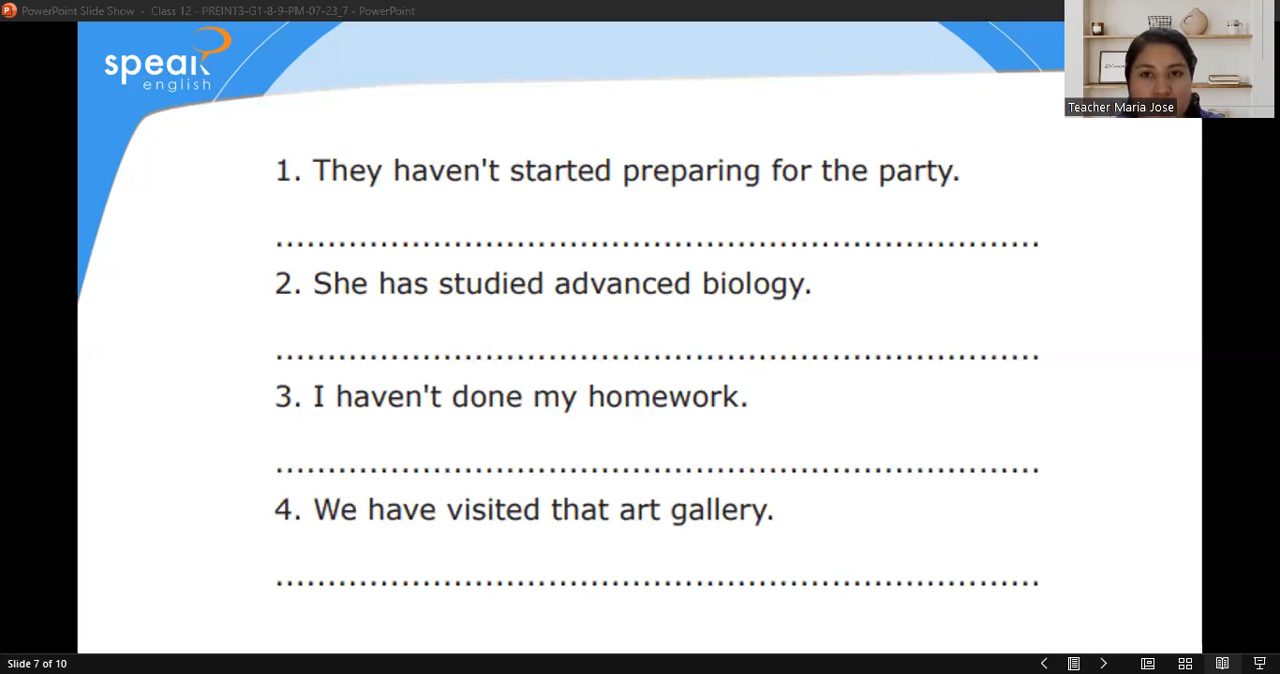 PowerPoint Slide Show - Class 12 - PREINT3-G1-8-9-PM-07-23_7 - PowerPoint
speak
english
Teacher Maria Jose
1. They haven't started preparing for the party.
..........................................................................
2. She has studied advanced biology.
..........................................................................
3. I haven't done my homework.
..........................................................................
4. We have visited that art gallery.
..........................................................................
Slide 7 of 10